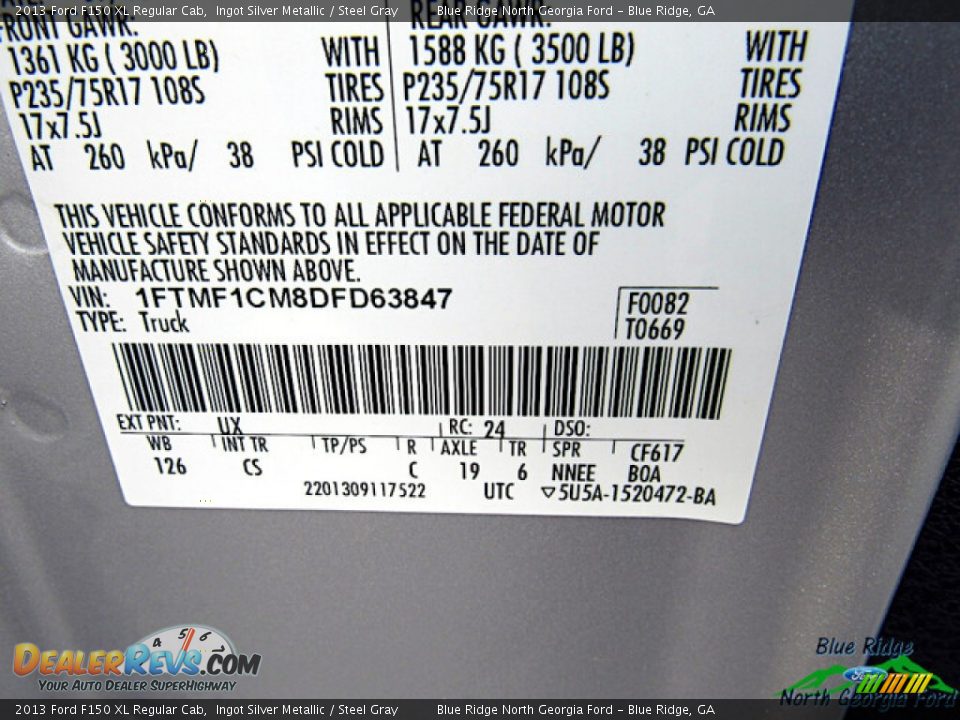 2013 Ford F150 XL Regular Cab, Ingot Silver Metallic / Steel Gray Blue Ridge North Georgia Ford - Blue Ridge, GA
FRONT GAWR: REAR GAWR:
1361 KG ( 3000 LB) WITH 1588 KG ( 3500 LB) WITH
P235/75R17 108S TIRES P235/75R17 108S TIRES
17x7.5J RIMS 17x7.5J RIMS
AT 260 kPa/ 38 PSI COLD AT 260 kPa/ 38 PSI COLD
THIS VEHICLE CONFORMS TO ALL APPLICABLE FEDERAL MOTOR
VEHICLE SAFETY STANDARDS IN EFFECT ON THE DATE OF
MANUFACTURE SHOWN ABOVE.
VIN: 1FTMF1CM8DFD63847 F0082
TYPE: Truck T0669
EXT PNT: UX RC: 24 DSO:
WB INT TR TP/PS R AXLE TR SPR CF617
126 CS C 19 6 NNEE BOA
2201309117522 UTC ▽5U5A-1520472-BA
4 5 6
DealerRevs.com
Your Auto Dealer SuperHighway
Blue Ridge
Ford
North Georgia Ford
2013 Ford F150 XL Regular Cab, Ingot Silver Metallic / Steel Gray Blue Ridge North Georgia Ford - Blue Ridge, GA